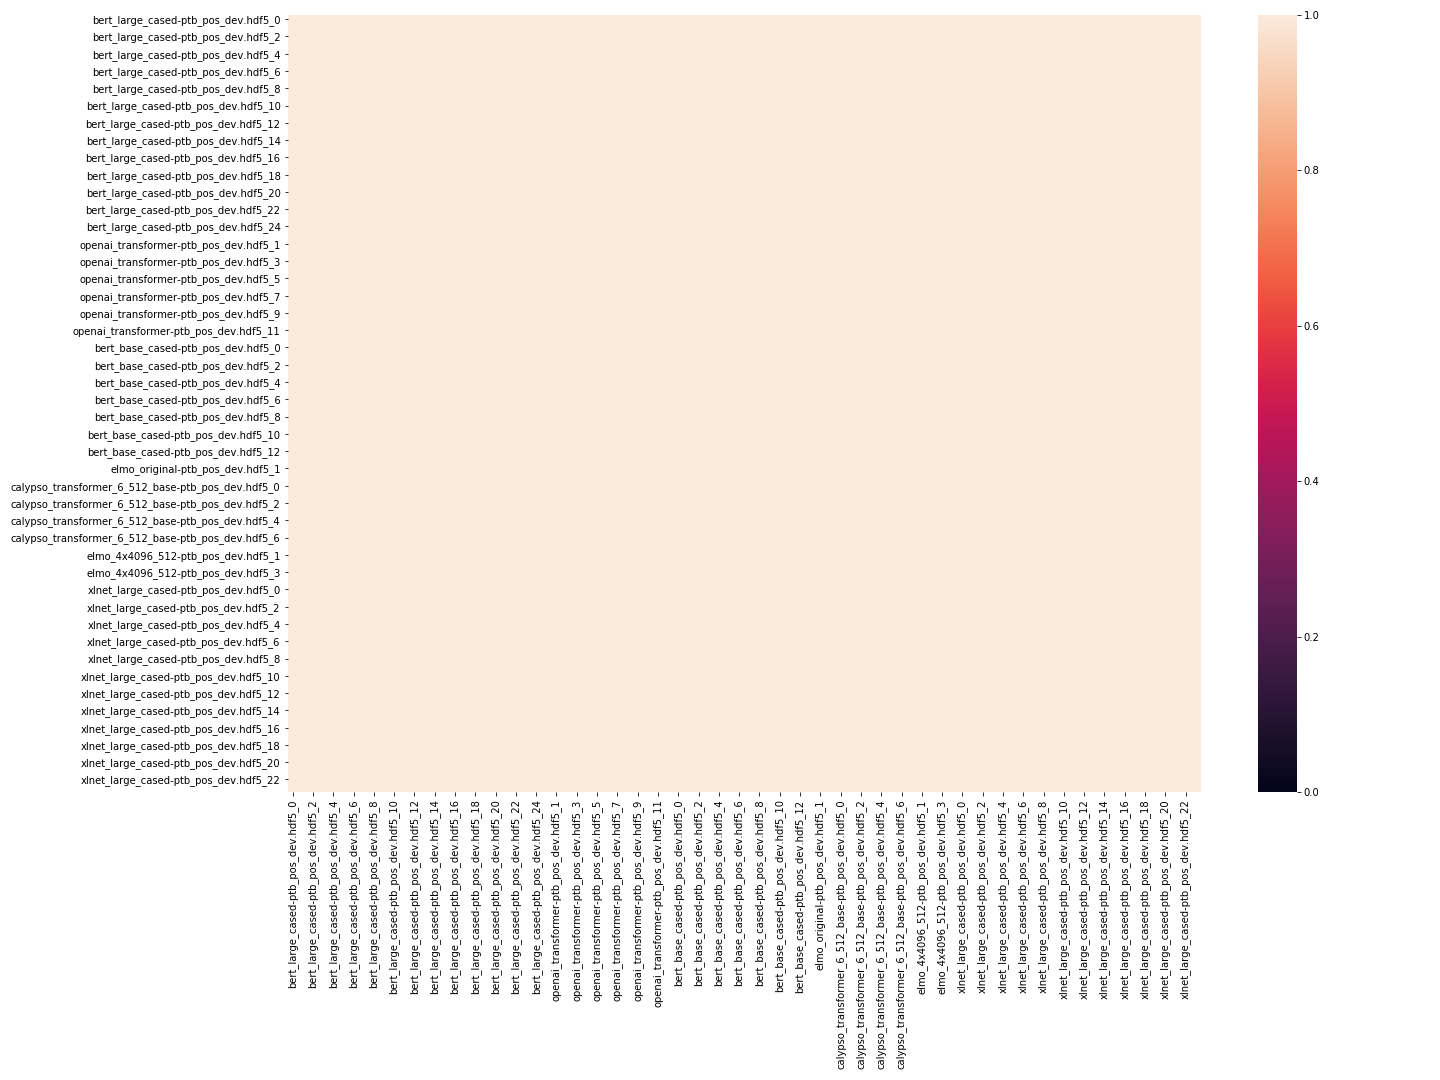 bert_large_cased-ptb_pos_dev.hdf5_0
bert_large_cased-ptb_pos_dev.hdf5_2
bert_large_cased-ptb_pos_dev.hdf5_4
bert_large_cased-ptb_pos_dev.hdf5_6
bert_large_cased-ptb_pos_dev.hdf5_8
bert_large_cased-ptb_pos_dev.hdf5_10
bert_large_cased-ptb_pos_dev.hdf5_12
bert_large_cased-ptb_pos_dev.hdf5_14
bert_large_cased-ptb_pos_dev.hdf5_16
bert_large_cased-ptb_pos_dev.hdf5_18
bert_large_cased-ptb_pos_dev.hdf5_20
bert_large_cased-ptb_pos_dev.hdf5_22
bert_large_cased-ptb_pos_dev.hdf5_24
openai_transformer-ptb_pos_dev.hdf5_1
openai_transformer-ptb_pos_dev.hdf5_3
openai_transformer-ptb_pos_dev.hdf5_5
openai_transformer-ptb_pos_dev.hdf5_7
openai_transformer-ptb_pos_dev.hdf5_9
openai_transformer-ptb_pos_dev.hdf5_11
bert_base_cased-ptb_pos_dev.hdf5_0
bert_base_cased-ptb_pos_dev.hdf5_2
bert_base_cased-ptb_pos_dev.hdf5_4
bert_base_cased-ptb_pos_dev.hdf5_6
bert_base_cased-ptb_pos_dev.hdf5_8
bert_base_cased-ptb_pos_dev.hdf5_10
bert_base_cased-ptb_pos_dev.hdf5_12
elmo_original-ptb_pos_dev.hdf5_1
calypso_transformer_6_512_base-ptb_pos_dev.hdf5_0
calypso_transformer_6_512_base-ptb_pos_dev.hdf5_2
calypso_transformer_6_512_base-ptb_pos_dev.hdf5_4
calypso_transformer_6_512_base-ptb_pos_dev.hdf5_6
elmo_4x4096_512-ptb_pos_dev.hdf5_1
elmo_4x4096_512-ptb_pos_dev.hdf5_3
xlnet_large_cased-ptb_pos_dev.hdf5_0
xlnet_large_cased-ptb_pos_dev.hdf5_2
xlnet_large_cased-ptb_pos_dev.hdf5_4
xlnet_large_cased-ptb_pos_dev.hdf5_6
xlnet_large_cased-ptb_pos_dev.hdf5_8
xlnet_large_cased-ptb_pos_dev.hdf5_10
xlnet_large_cased-ptb_pos_dev.hdf5_12
xlnet_large_cased-ptb_pos_dev.hdf5_14
xlnet_large_cased-ptb_pos_dev.hdf5_16
xlnet_large_cased-ptb_pos_dev.hdf5_18
xlnet_large_cased-ptb_pos_dev.hdf5_20
xlnet_large_cased-ptb_pos_dev.hdf5_22
bert_large_cased-ptb_pos_dev.hdf5_0
bert_large_cased-ptb_pos_dev.hdf5_2
bert_large_cased-ptb_pos_dev.hdf5_4
bert_large_cased-ptb_pos_dev.hdf5_6
bert_large_cased-ptb_pos_dev.hdf5_8
bert_large_cased-ptb_pos_dev.hdf5_10
bert_large_cased-ptb_pos_dev.hdf5_12
bert_large_cased-ptb_pos_dev.hdf5_14
bert_large_cased-ptb_pos_dev.hdf5_16
bert_large_cased-ptb_pos_dev.hdf5_18
bert_large_cased-ptb_pos_dev.hdf5_20
bert_large_cased-ptb_pos_dev.hdf5_22
bert_large_cased-ptb_pos_dev.hdf5_24
openai_transformer-ptb_pos_dev.hdf5_1
openai_transformer-ptb_pos_dev.hdf5_3
openai_transformer-ptb_pos_dev.hdf5_5
openai_transformer-ptb_pos_dev.hdf5_7
openai_transformer-ptb_pos_dev.hdf5_9
openai_transformer-ptb_pos_dev.hdf5_11
bert_base_cased-ptb_pos_dev.hdf5_0
bert_base_cased-ptb_pos_dev.hdf5_2
bert_base_cased-ptb_pos_dev.hdf5_4
bert_base_cased-ptb_pos_dev.hdf5_6
bert_base_cased-ptb_pos_dev.hdf5_8
bert_base_cased-ptb_pos_dev.hdf5_10
bert_base_cased-ptb_pos_dev.hdf5_12
elmo_original-ptb_pos_dev.hdf5_1
calypso_transformer_6_512_base-ptb_pos_dev.hdf5_0
calypso_transformer_6_512_base-ptb_pos_dev.hdf5_2
calypso_transformer_6_512_base-ptb_pos_dev.hdf5_4
calypso_transformer_6_512_base-ptb_pos_dev.hdf5_6
elmo_4x4096_512-ptb_pos_dev.hdf5_1
elmo_4x4096_512-ptb_pos_dev.hdf5_3
xlnet_large_cased-ptb_pos_dev.hdf5_0
xlnet_large_cased-ptb_pos_dev.hdf5_2
xlnet_large_cased-ptb_pos_dev.hdf5_4
xlnet_large_cased-ptb_pos_dev.hdf5_6
xlnet_large_cased-ptb_pos_dev.hdf5_8
xlnet_large_cased-ptb_pos_dev.hdf5_10
xlnet_large_cased-ptb_pos_dev.hdf5_12
xlnet_large_cased-ptb_pos_dev.hdf5_14
xlnet_large_cased-ptb_pos_dev.hdf5_16
xlnet_large_cased-ptb_pos_dev.hdf5_18
xlnet_large_cased-ptb_pos_dev.hdf5_20
xlnet_large_cased-ptb_pos_dev.hdf5_22
1.0
0.8
0.6
0.4
0.2
0.0